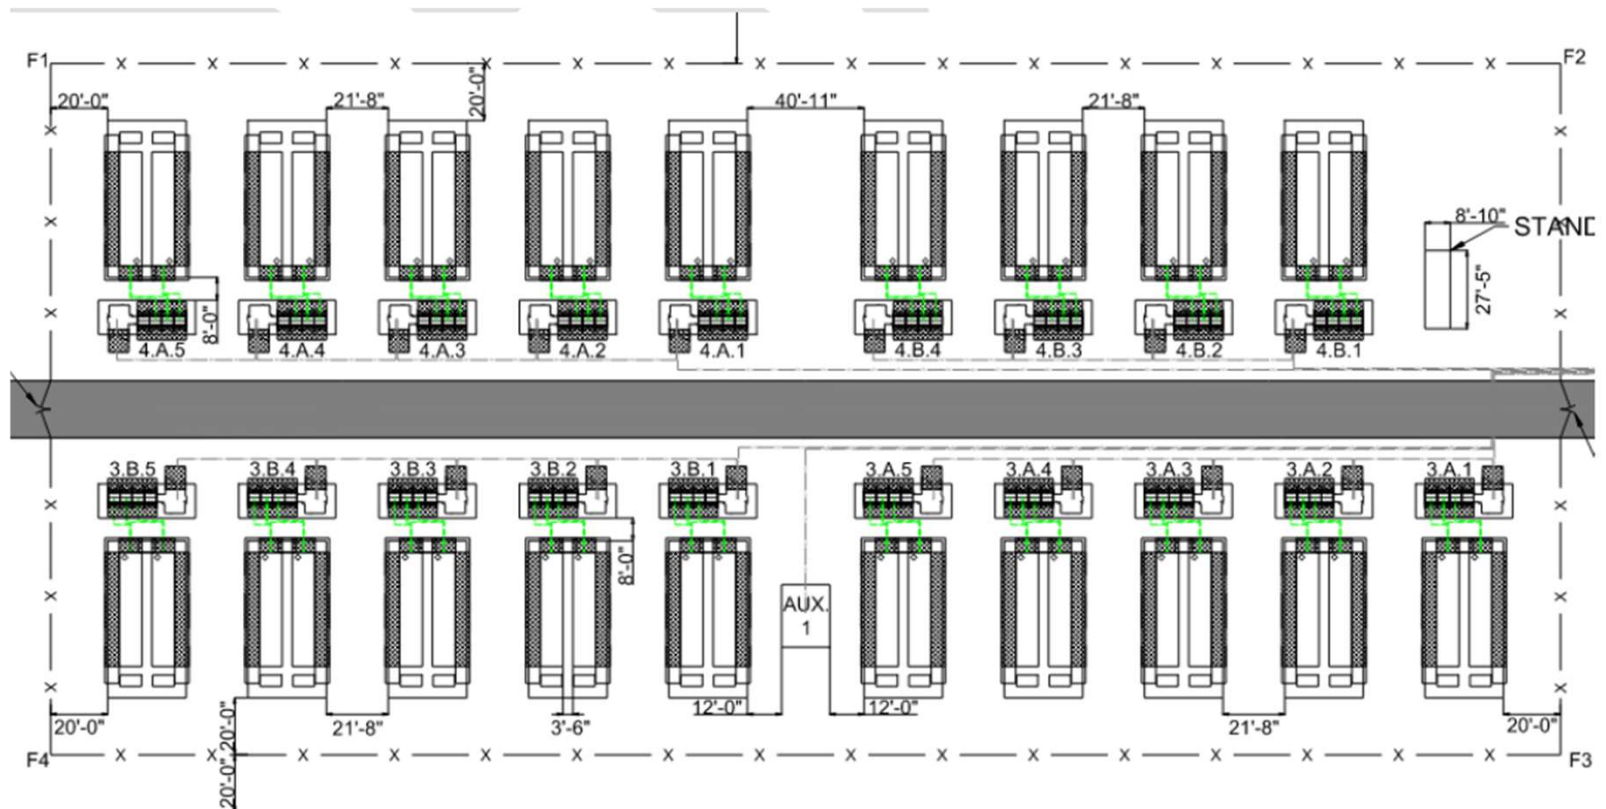 F1
F2
20'-0"
21'-8"
20'-0"
40'-11"
21'-8"
8'-10"
STAND
27'-5"
8'-0"
4.A.5
4.A.4
4.A.3
4.A.2
4.A.1
4.B.4
4.B.3
4.B.2
4.B.1
3.B.5
3.B.4
3.B.3
3.B.2
3.B.1
3.A.5
3.A.4
3.A.3
3.A.2
3.A.1
8'-0"
AUX.
1
20'-0"
20'-0"
21'-8"
3'-6"
12'-0"
12'-0"
21'-8"
20'-0"
F4
20'-0"
F3